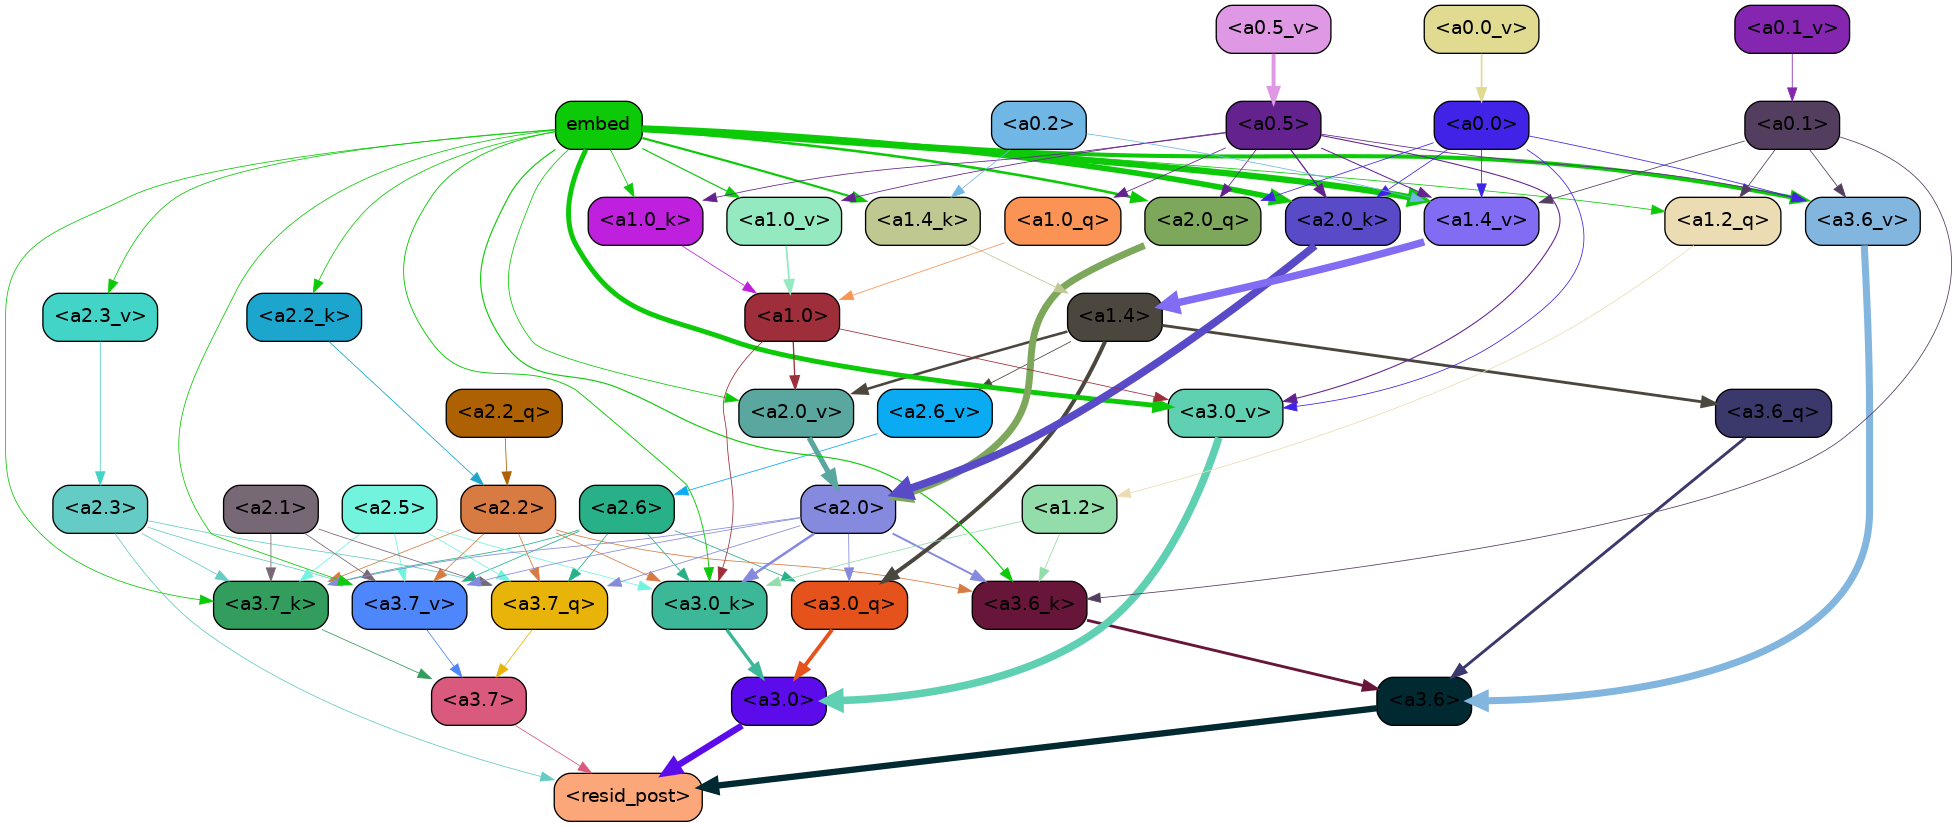 <a0.5_v>
<a0.0_v>
<a0.1_v>
embed
<a0.2>
<a0.5>
<a0.0>
<a0.1>
<a1.0_k>
<a1.0_v>
<a1.4_k>
<a1.0_q>
<a2.0_q>
<a2.0_k>
<a1.4_v>
<a1.2_q>
<a3.6_v>
<a2.3_v>
<a2.2_k>
<a1.0>
<a1.4>
<a2.2_q>
<a2.0_v>
<a2.6_v>
<a3.0_v>
<a3.6_q>
<a2.3>
<a2.1>
<a2.5>
<a2.2>
<a2.6>
<a2.0>
<a1.2>
<a3.7_k>
<a3.7_v>
<a3.7_q>
<a3.0_k>
<a3.0_q>
<a3.6_k>
<a3.7>
<a3.0>
<a3.6>
<resid_post>